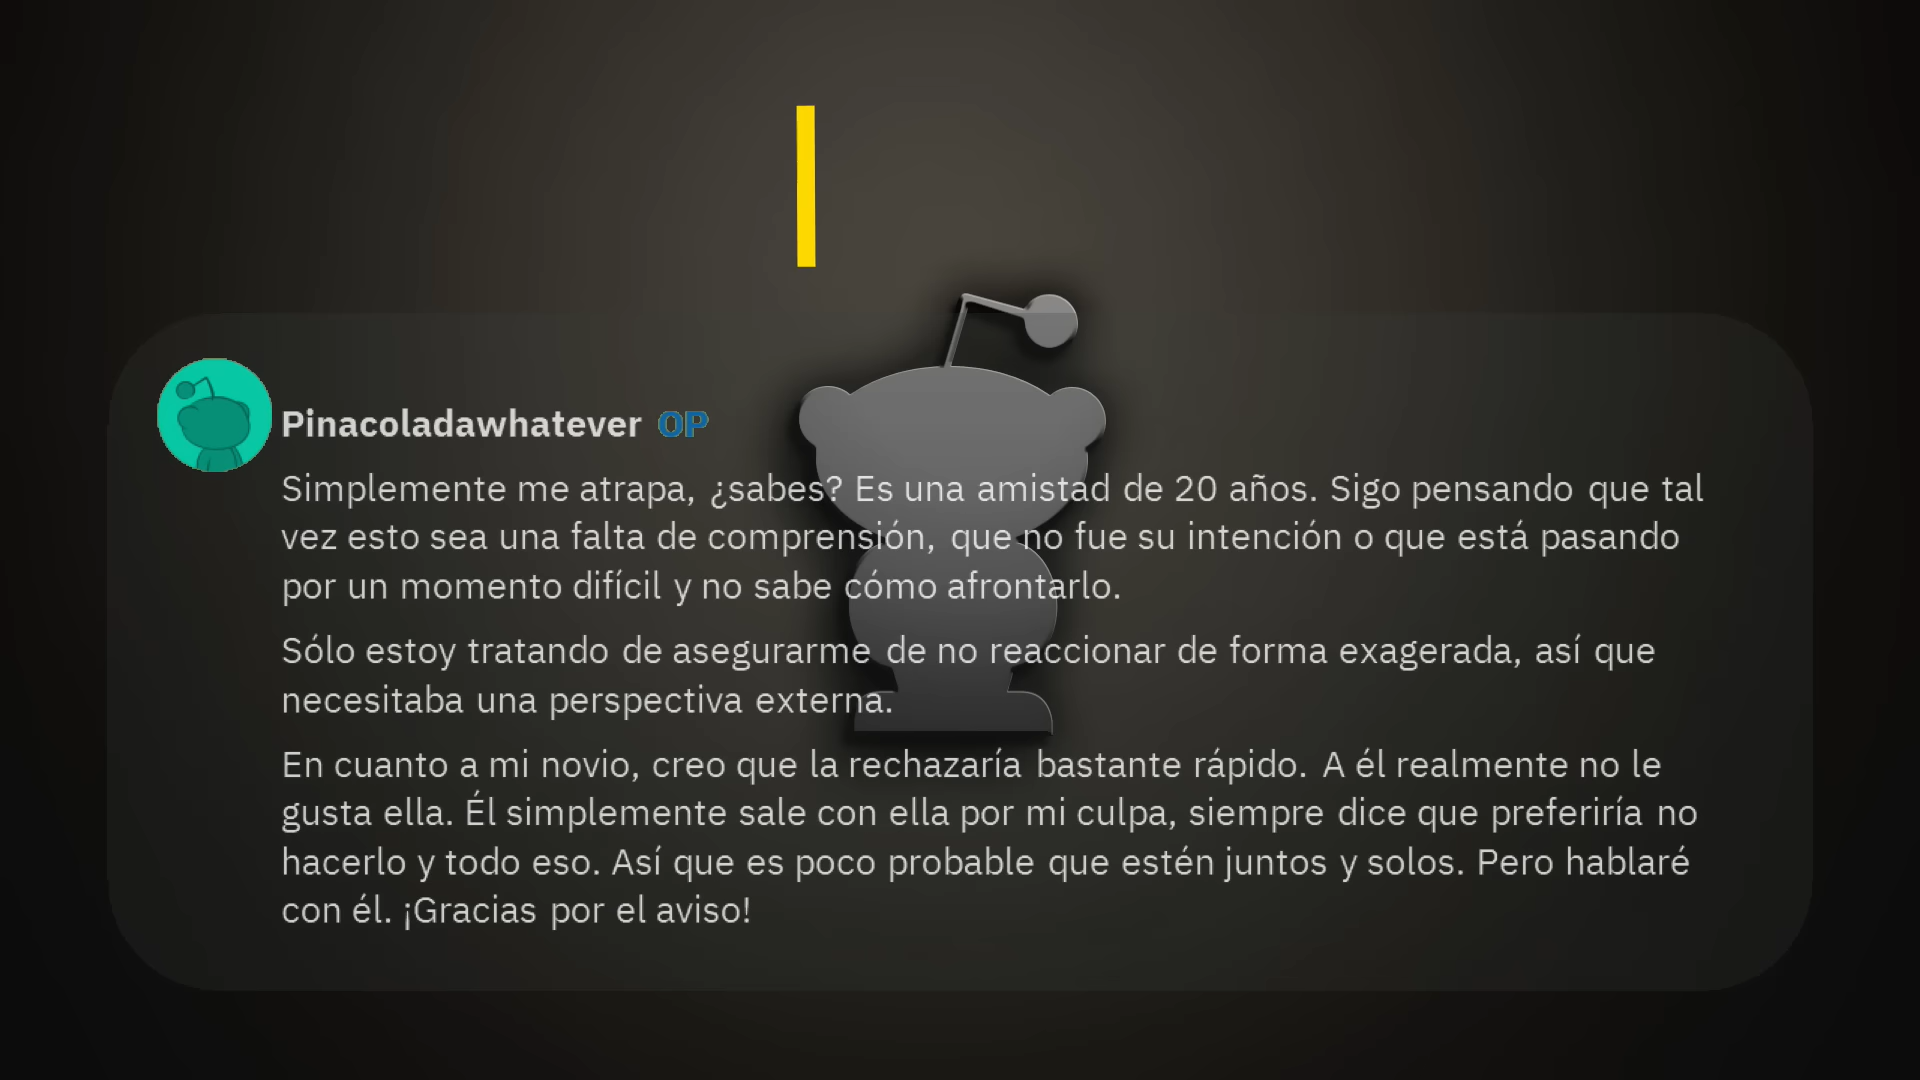 Pinacoladawhatever OP
Simplemente me atrapa, ¿sabes? Es una amistad de 20 años. Sigo pensando que tal
vez esto sea una falta de comprensión, que no fue su intención o que está pasando
por un momento difícil y no sabe cómo afrontarlo.
Sólo estoy tratando de asegurarme de no reaccionar de forma exagerada, así que
necesitaba una perspectiva externa.
En cuanto a mi novio, creo que la rechazaría bastante rápido. A él realmente no le
gusta ella. Él simplemente sale con ella por mi culpa, siempre dice que preferiría no
hacerlo y todo eso. Así que es poco probable que estén juntos y solos. Pero hablaré
con él. ¡Gracias por el aviso!